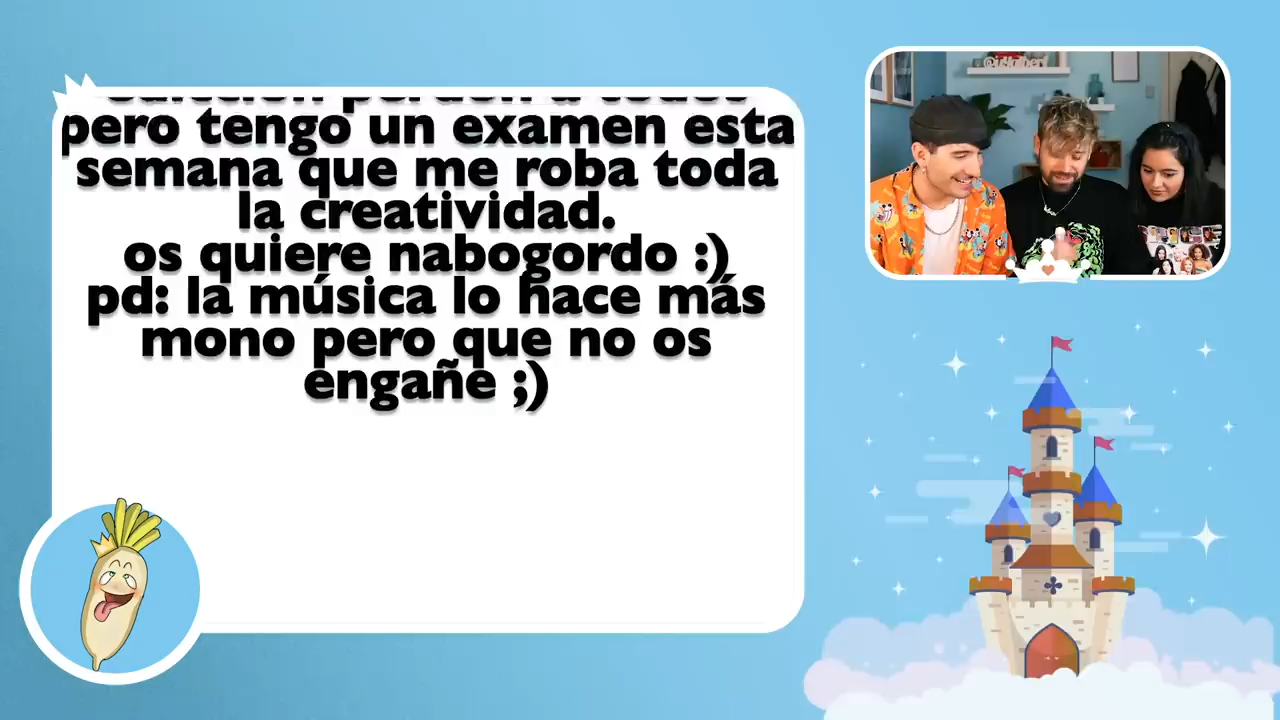 pero tengo un examen esta
semana que me roba toda
la creatividad.
os quiere nabogordo :)
pd: la música lo hace más
mono pero que no os
engañe ;)